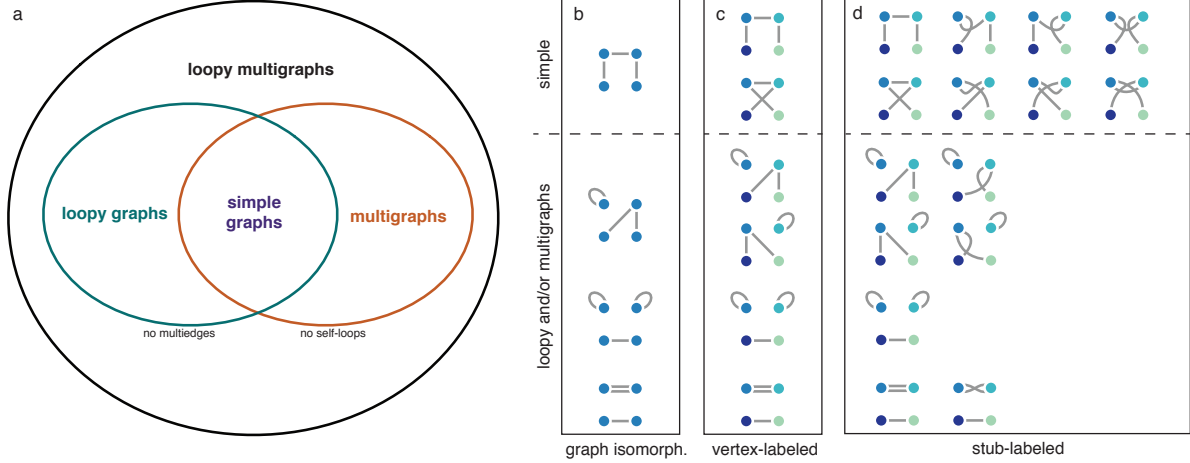 a
loopy multigraphs
loopy graphs
simple
graphs
multigraphs
no multiedges
no self-loops
simple
loopy and/or multigraphs
b
graph isomorph.
c
vertex-labeled
d
stub-labeled